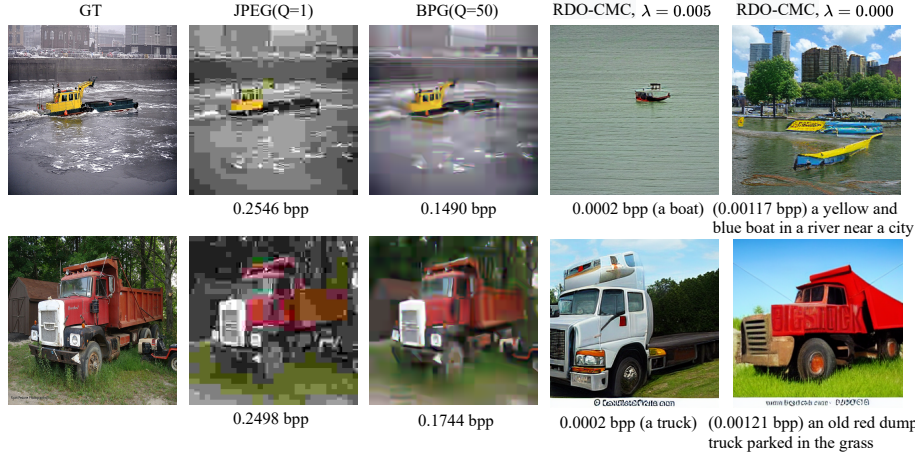 GT
JPEG(Q=1)
BPG(Q=50)
RDO-CMC, λ = 0.005
RDO-CMC, λ = 0.000
0.2546 bpp
0.1490 bpp
0.0002 bpp (a boat)
(0.00117 bpp) a yellow and
blue boat in a river near a city
BIGSTOCK
0.2498 bpp
0.1744 bpp
0.0002 bpp (a truck)
(0.00121 bpp) an old red dump
truck parked in the grass